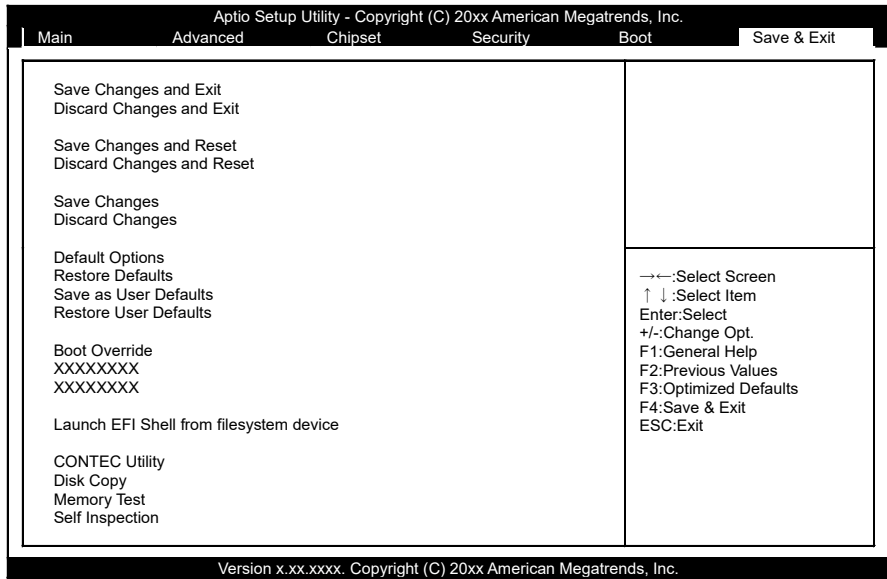 Aptio Setup Utility - Copyright (C) 20xx American Megatrends, Inc.
Main Advanced Chipset Security Boot Save & Exit
Save Changes and Exit
Discard Changes and Exit
Save Changes and Reset
Discard Changes and Reset
Save Changes
Discard Changes
Default Options
Restore Defaults
Save as User Defaults
Restore User Defaults
Boot Override
XXXXXXXX
XXXXXXXX
Launch EFI Shell from filesystem device
CONTEC Utility
Disk Copy
Memory Test
Self Inspection
→←:Select Screen
↑↓:Select Item
Enter:Select
+/-:Change Opt.
F1:General Help
F2:Previous Values
F3:Optimized Defaults
F4:Save & Exit
ESC:Exit
Version x.xx.xxxx. Copyright (C) 20xx American Megatrends, Inc.